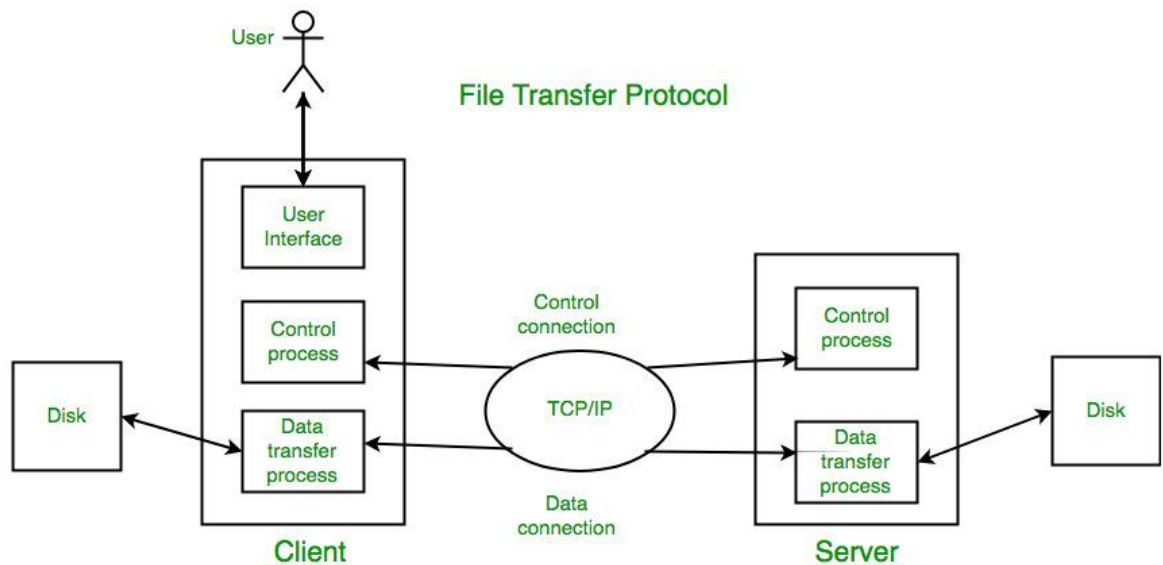 User
File Transfer Protocol
User
Interface
Control
process
Data
transfer
process
Client
Disk
Control
connection
TCP/IP
Data
connection
Control
process
Data
transfer
process
Server
Disk